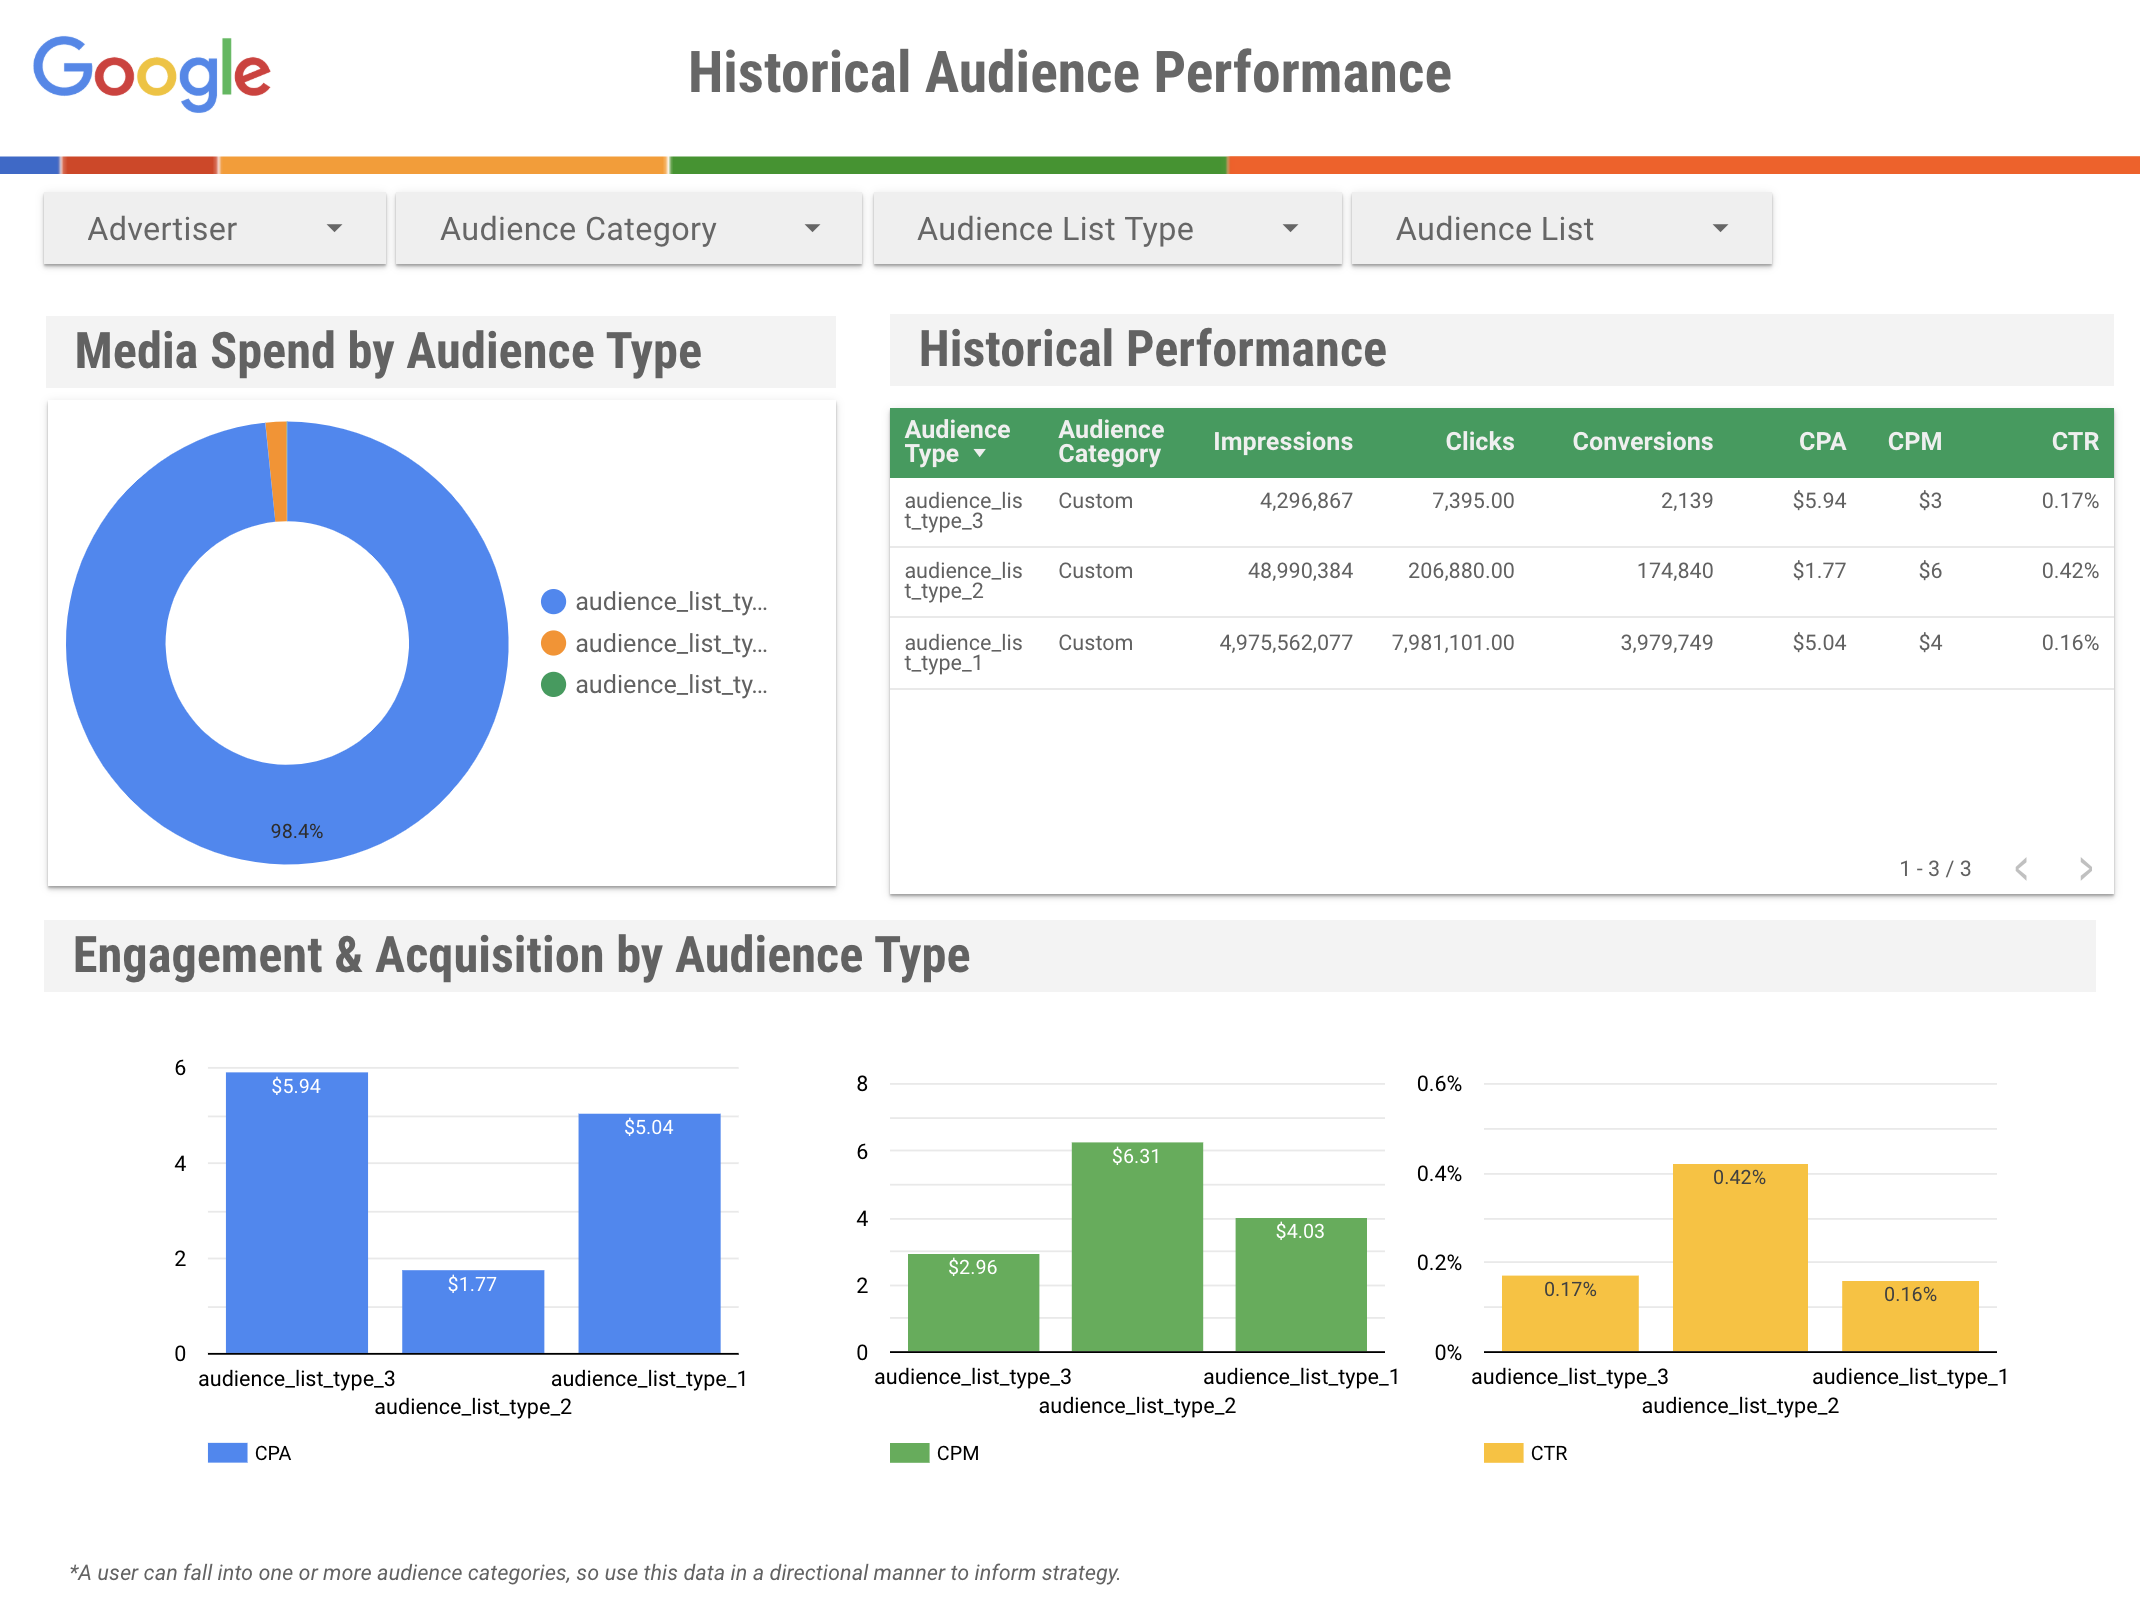 Google
Historical Audience Performance
Advertiser
Audience Category
Audience List Type
Audience List
Media Spend by Audience Type
98.4%
audience_list_ty...
audience_list_ty...
audience_list_ty...
Historical Performance
Audience Type Audience Category Impressions Clicks Conversions CPA CPM CTR
audience_lis Custom 4,296,867 7,395.00 2,139 $5.94 $3 0.17%
t_type_3
audience_lis Custom 48,990,384 206,880.00 174,840 $1.77 $6 0.42%
t_type_2
audience_lis Custom 4,975,562,077 7,981,101.00 3,979,749 $5.04 $4 0.16%
t_type_1
1 - 3 / 3
Engagement & Acquisition by Audience Type
6
4
2
0
$5.94
$1.77
$5.04
audience_list_type_3
audience_list_type_2
audience_list_type_1
CPA
8
6
4
2
0
$2.96
$6.31
$4.03
audience_list_type_3
audience_list_type_2
audience_list_type_1
CPM
0.6%
0.4%
0.2%
0%
0.17%
0.42%
0.16%
audience_list_type_3
audience_list_type_2
audience_list_type_1
CTR
*A user can fall into one or more audience categories, so use this data in a directional manner to inform strategy.